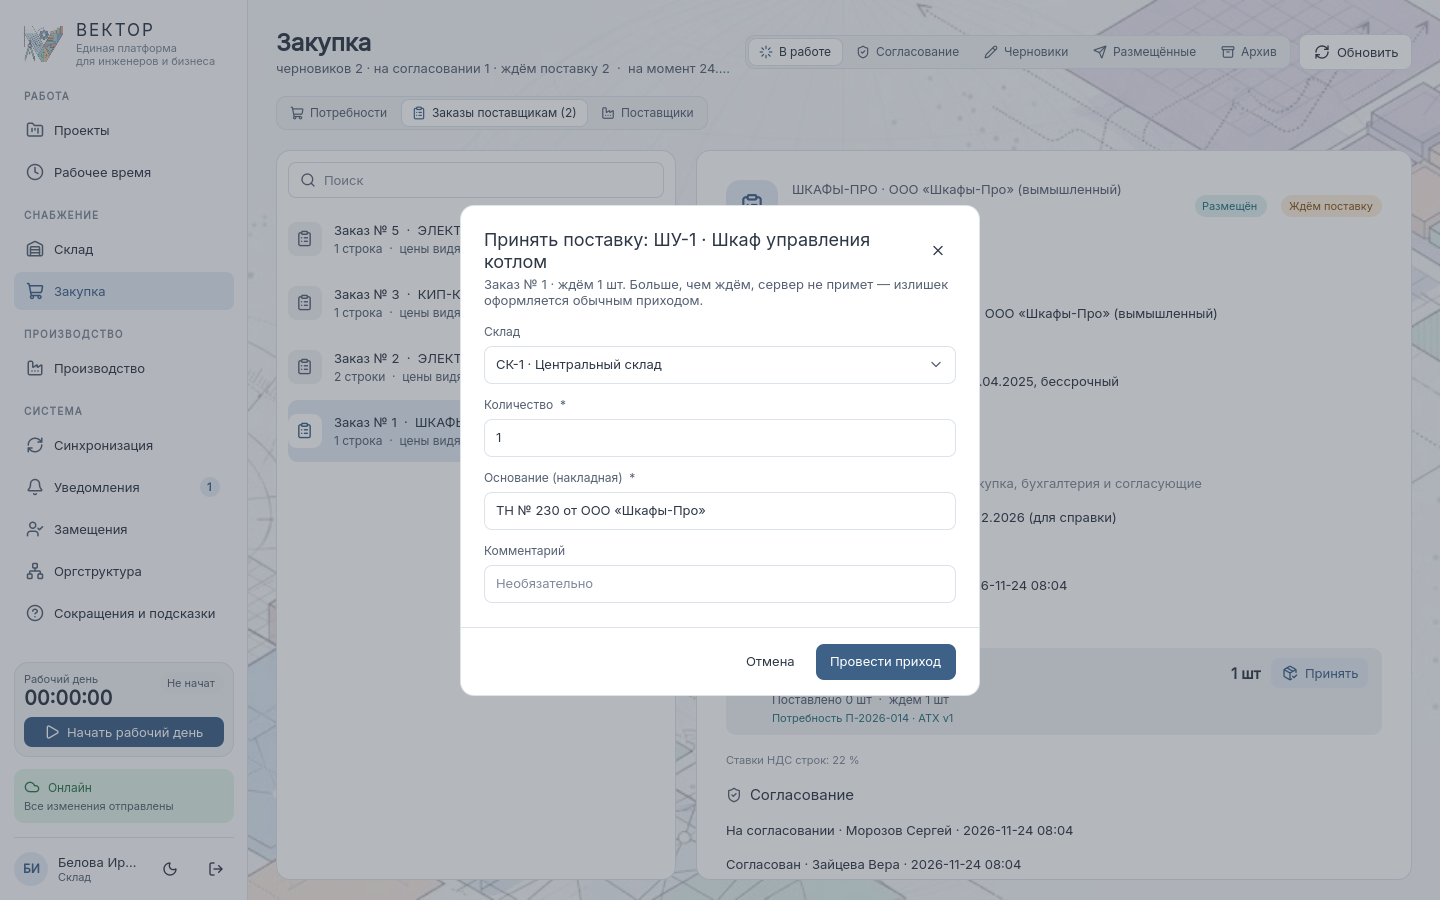 ВЕКТОР
Единая платформа
для инженеров и бизнеса
РАБОТА
Проекты
Рабочее время
СНАБЖЕНИЕ
Склад
Закупка
ПРОИЗВОДСТВО
Производство
СИСТЕМА
Синхронизация
Уведомления 1
Замещения
Оргструктура
Сокращения и подсказки
Рабочий день
Не начат
00:00:00
Начать рабочий день
Онлайн
Все изменения отправлены
БИ
Белова Ир...
Склад
Закупка
черновиков 2 · на согласовании 1 · ждём поставку 2 · на момент 24....
В работе
Согласование
Черновики
Размещённые
Архив
Обновить
Потребности
Заказы поставщикам (2)
Поставщики
Поиск
Заказ № 5 · ЭЛЕКТ
1 строка · цены видя
Заказ № 3 · КИП-К
1 строка · цены видя
Заказ № 2 · ЭЛЕКТ
2 строки · цены видя
Заказ № 1 · ШКАФЫ
1 строка · цены видя
ШКАФЫ-ПРО · ООО «Шкафы-Про» (вымышленный)
Размещён
Ждём поставку
ООО «Шкафы-Про» (вымышленный)
.04.2025, бессрочный
купка, бухгалтерия и согласующие
2.2026 (для справки)
6-11-24 08:04
1 шт
Принять
Поставлено 0 шт · ждём 1 шт
Потребность П-2026-014 · АТХ v1
Ставки НДС строк: 22 %
Согласование
На согласовании · Морозов Сергей · 2026-11-24 08:04
Согласован · Зайцева Вера · 2026-11-24 08:04
Принять поставку: ШУ-1 · Шкаф управления
котлом
Заказ № 1 · ждём 1 шт. Больше, чем ждём, сервер не примет — излишек
оформляется обычным приходом.
Склад
СК-1 · Центральный склад
Количество *
1
Основание (накладная) *
ТН № 230 от ООО «Шкафы-Про»
Комментарий
Необязательно
Отмена
Провести приход